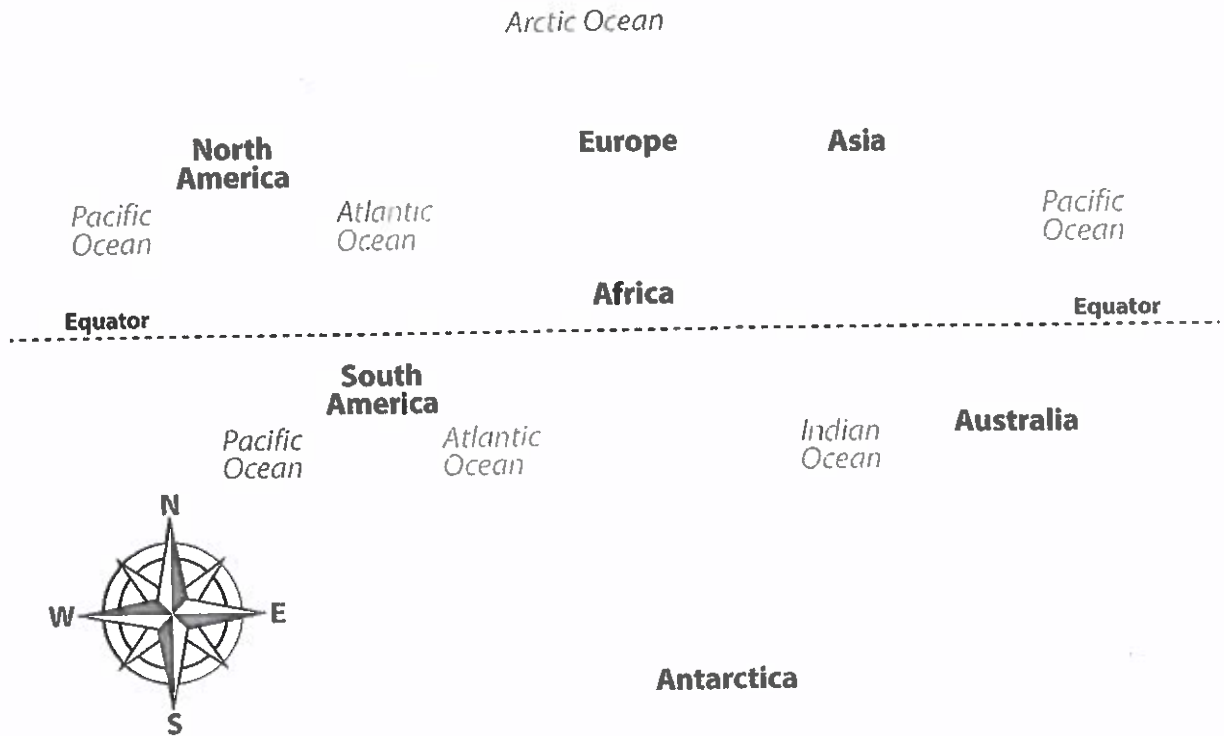 Arctic Ocean
North
America
Europe
Asia
Pacific
Ocean
Atlantic
Ocean
Pacific
Ocean
Africa
Equator
Equator
South
America
Pacific
Ocean
Atlantic
Ocean
Indian
Ocean
Australia
N
W
E
S
Antarctica